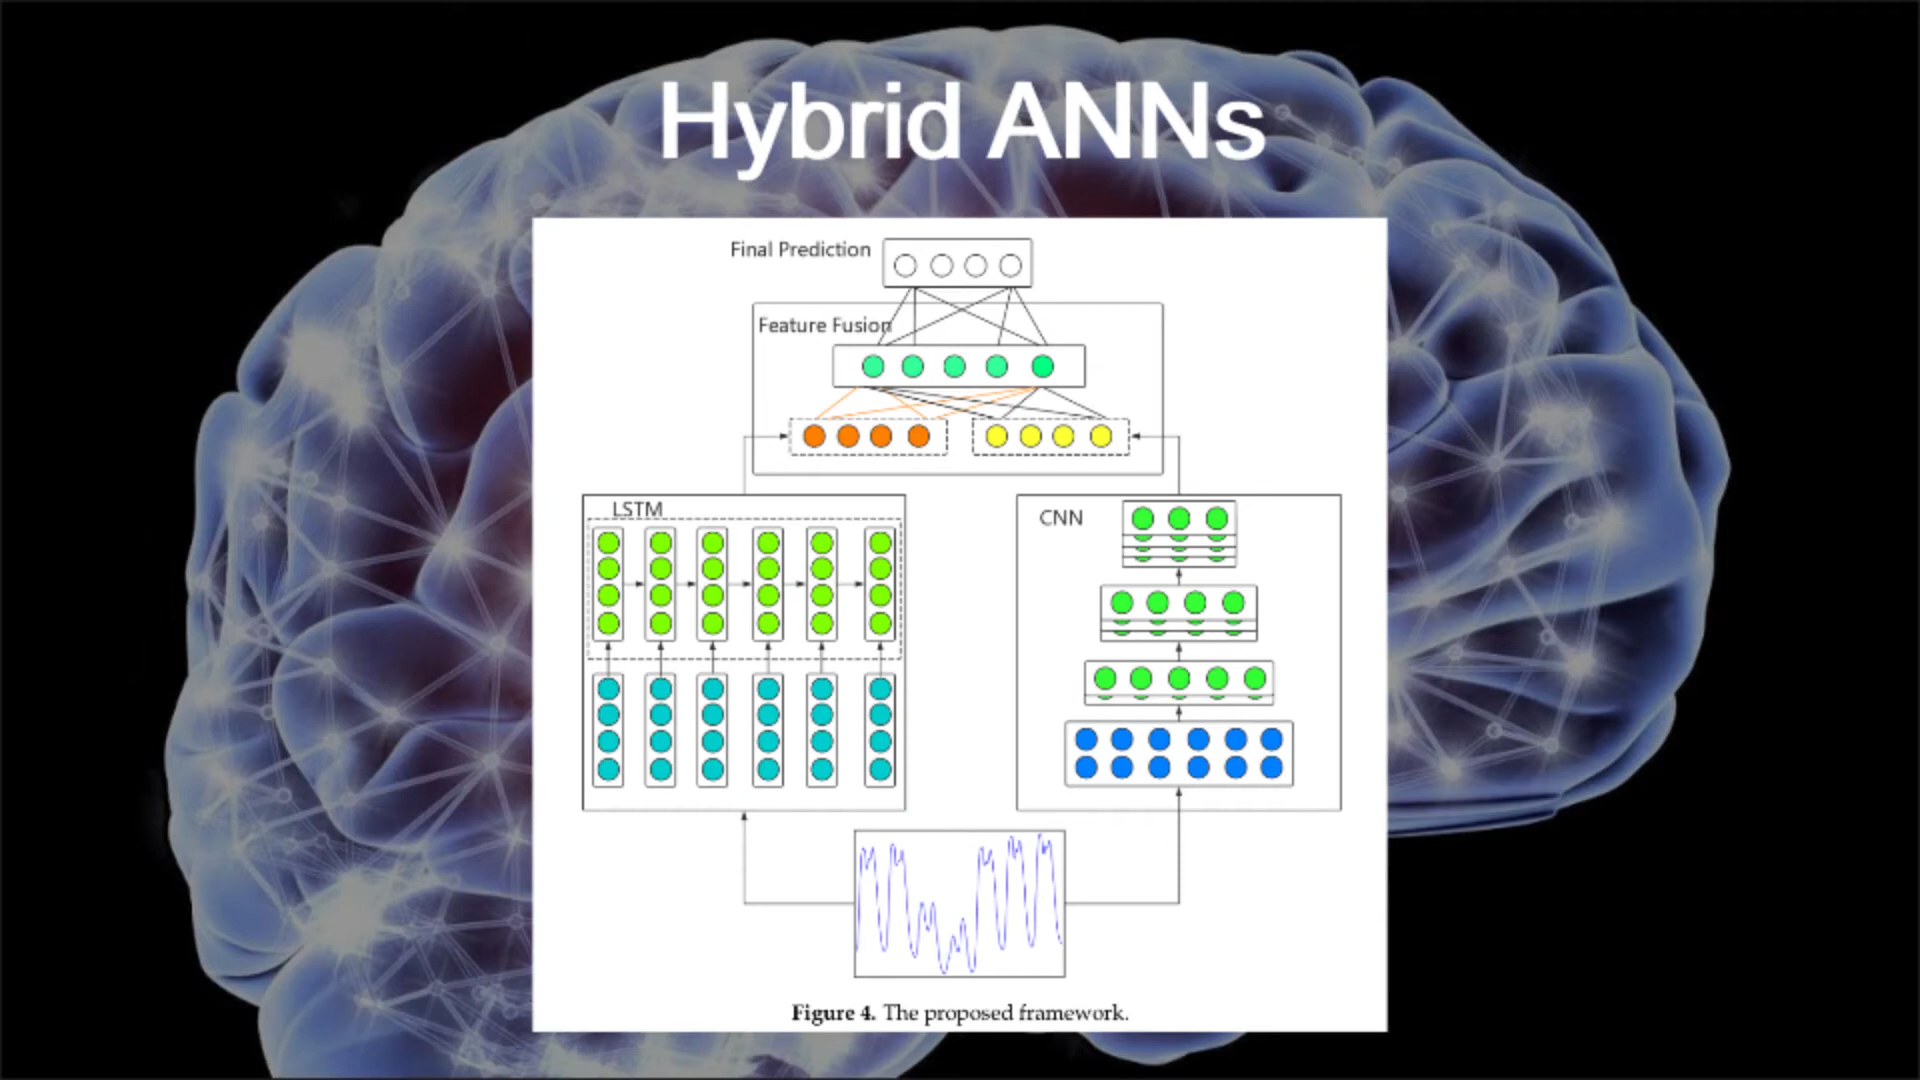 Hybrid ANNs
Final Prediction
Feature Fusion
LSTM
CNN
Figure 4. The proposed framework.